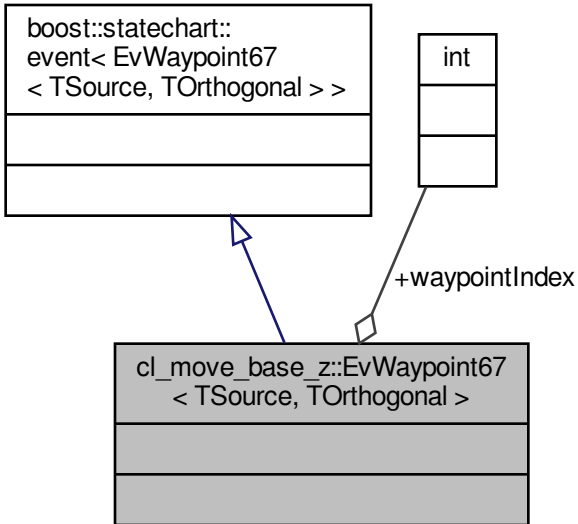 boost::statechart::
event< EvWaypoint67
< TSource, TOrthogonal > >
int
+waypointIndex
cl_move_base_z::EvWaypoint67
< TSource, TOrthogonal >